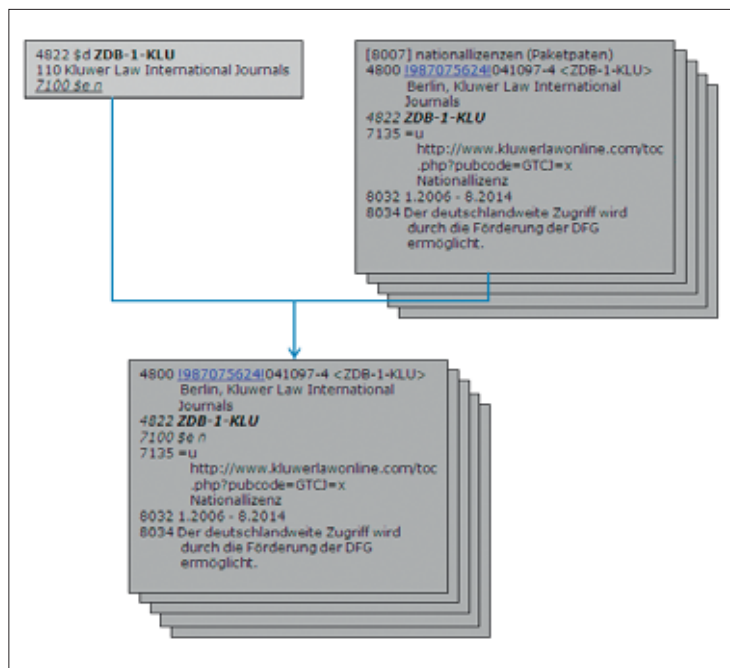 4822 $d ZDB-1-KLU
110 Kluwer Law International Journals
7100 $e n
[8007] nationallizenzen (Paketpaten)
4800 !987075624!041097-4 <ZDB-1-KLU>
Berlin, Kluwer Law International
Journals
4822 ZDB-1-KLU
7135 =u
http://www.kluwerlawonline.com/toc
.php?pubcode=GTCJ=x
Nationallizenz
8032 1.2006 - 8.2014
8034 Der deutschlandweite Zugriff wird
durch die Förderung der DFG
ermöglicht.
4800 !987075624!041097-4 <ZDB-1-KLU>
Berlin, Kluwer Law International
Journals
4822 ZDB-1-KLU
7100 $e n
7135 =u
http://www.kluwerlawonline.com/toc
.php?pubcode=GTCJ=x
Nationallizenz
8032 1.2006 - 8.2014
8034 Der deutschlandweite Zugriff wird
durch die Förderung der DFG
ermöglicht.